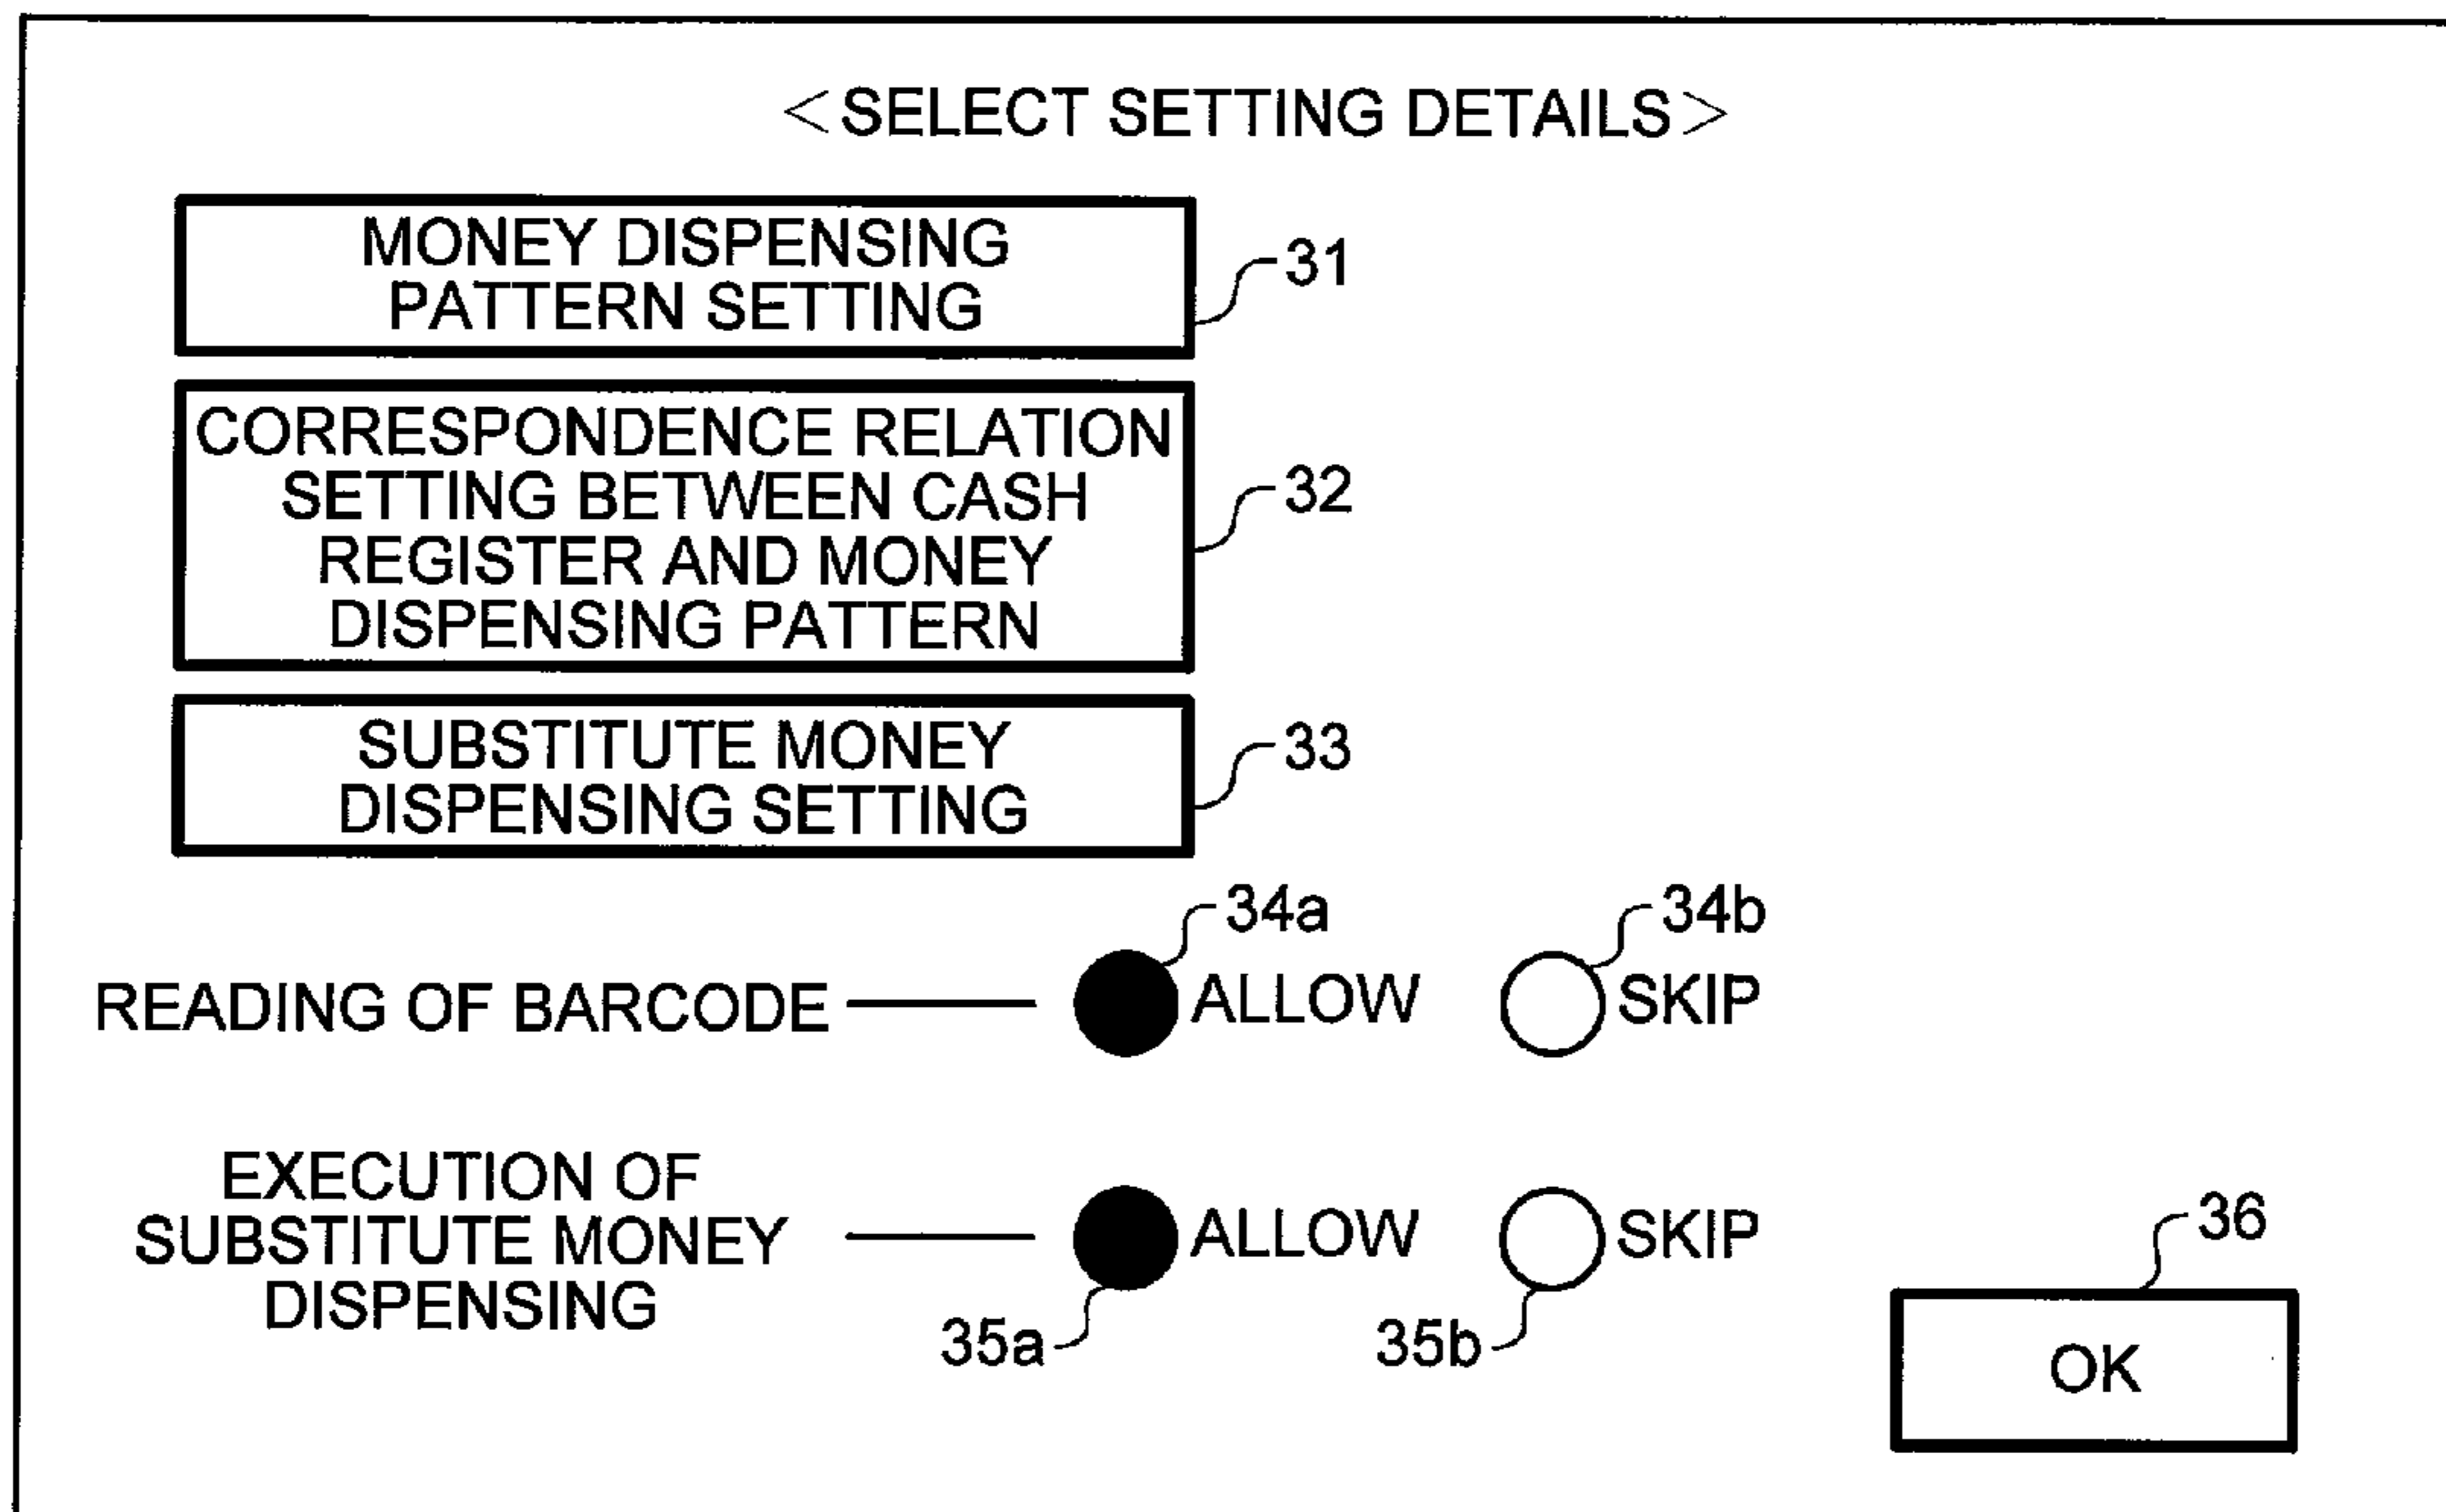 <SELECT SETTING DETAILS>
MONEY DISPENSING
PATTERN SETTING
31
CORRESPONDENCE RELATION
SETTING BETWEEN CASH
REGISTER AND MONEY
DISPENSING PATTERN
32
SUBSTITUTE MONEY
DISPENSING SETTING
33
34a
34b
READING OF BARCODE
ALLOW
SKIP
EXECUTION OF
SUBSTITUTE MONEY
DISPENSING
ALLOW
SKIP
35a
35b
36
OK